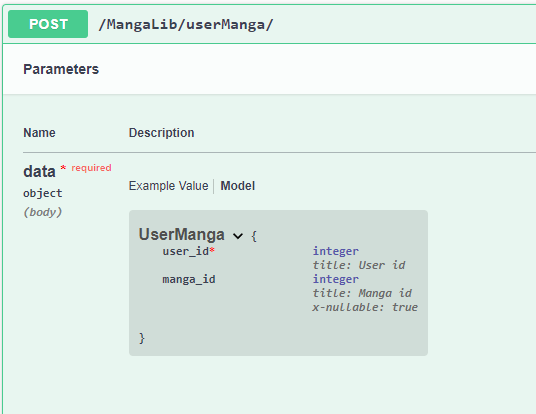 POST /MangaLib/userManga/
Parameters
Name Description
data * required
object
(body)
Example Value Model
UserManga {
user_id* integer
title: User id
manga_id integer
title: Manga id
x-nullable: true
}